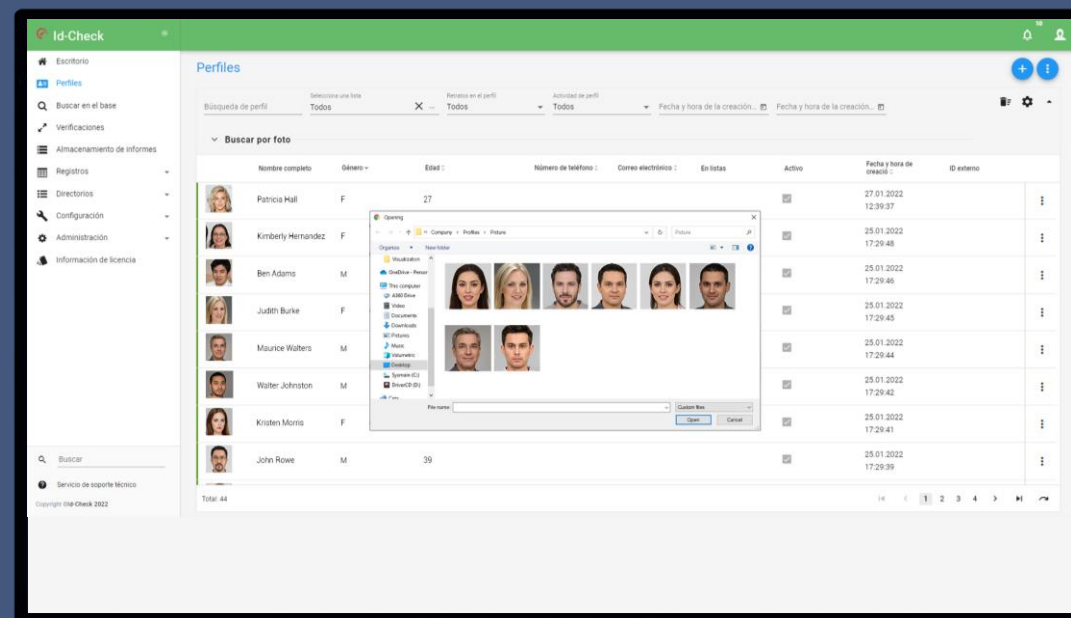 Id-Check
10
Escritorio
Perfiles
Buscar en el base
Verificaciones
Almacenamiento de informes
Registros
Directorios
Configuración
Administración
Información de licencia
Buscar
Servicio de soporte técnico
Copyright ©Id-Check 2022
Perfiles
Búsqueda de perfil
Selecciona una lista
Todos
Retratos en el perfil
Todos
Actividad de perfil
Todos
Fecha y hora de la creación...
Fecha y hora de la creación...
Buscar por foto
Nombre completo Género Edad Número de teléfono Correo electrónico En listas Activo Fecha y hora de creació ID externo
Patricia Hall F 27 27.01.2022 12:39:37
Kimberly Hernandez F 25.01.2022 17:29:48
Ben Adams M 25.01.2022 17:29:46
Judith Burke F 25.01.2022 17:29:45
Maurice Walters M 25.01.2022 17:29:44
Walter Johnston M 25.01.2022 17:29:42
Kristen Morris F 25.01.2022 17:29:41
John Rowe M 39 25.01.2022 17:29:39
Total: 44
1 2 3 4
Opening
Company > Profiles > Picture
Picture
Organize New folder
Visualization
OneDrive - Person
This computer
A360 Drive
Video
Documents
Downloads
Pictures
Music
Volumetric
Desktop
Sysmain (C:)
DriverCD (D:)
File name:
Custom files
Open Cancel